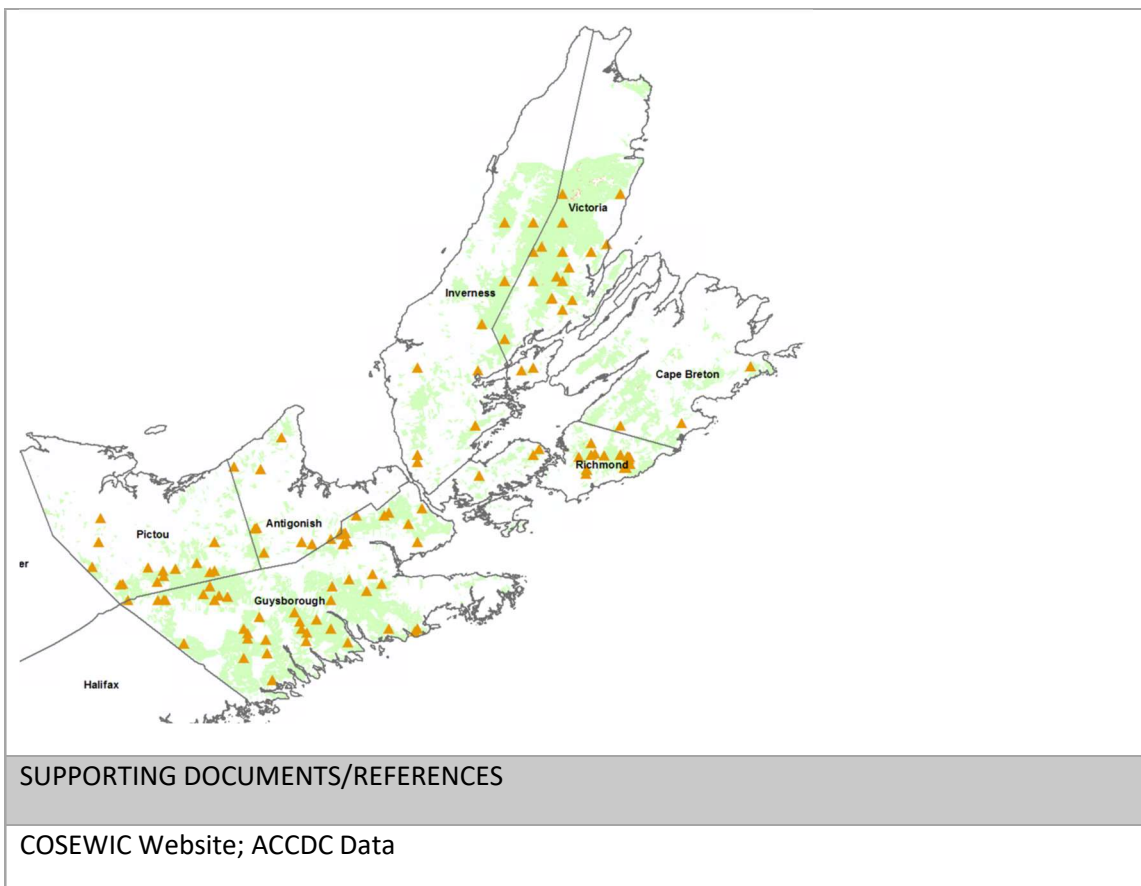 Victoria
Inverness
Cape Breton
Richmond
Antigonish
Pictou
er
Guysborough
Halifax
SUPPORTING DOCUMENTS/REFERENCES
COSEWIC Website; ACCDC Data